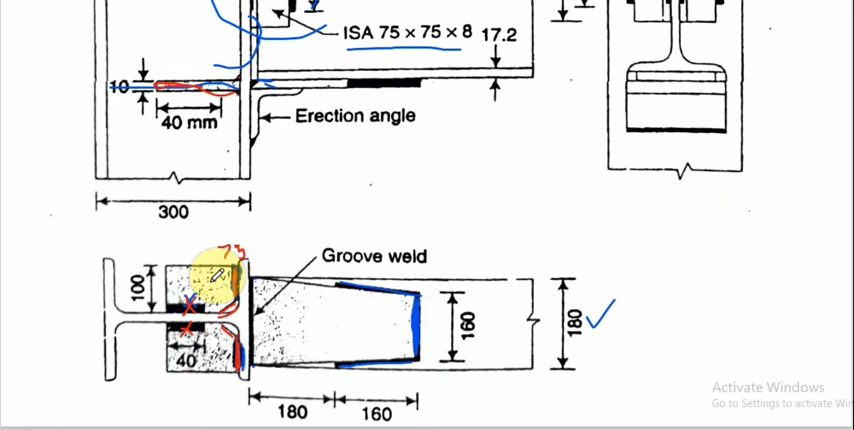 ISA 75 × 75 × 8 17.2
10
40 mm
Erection angle
300
Groove weld
100
40
160
180
180
160
Activate Windows
Go to Settings to activate Win